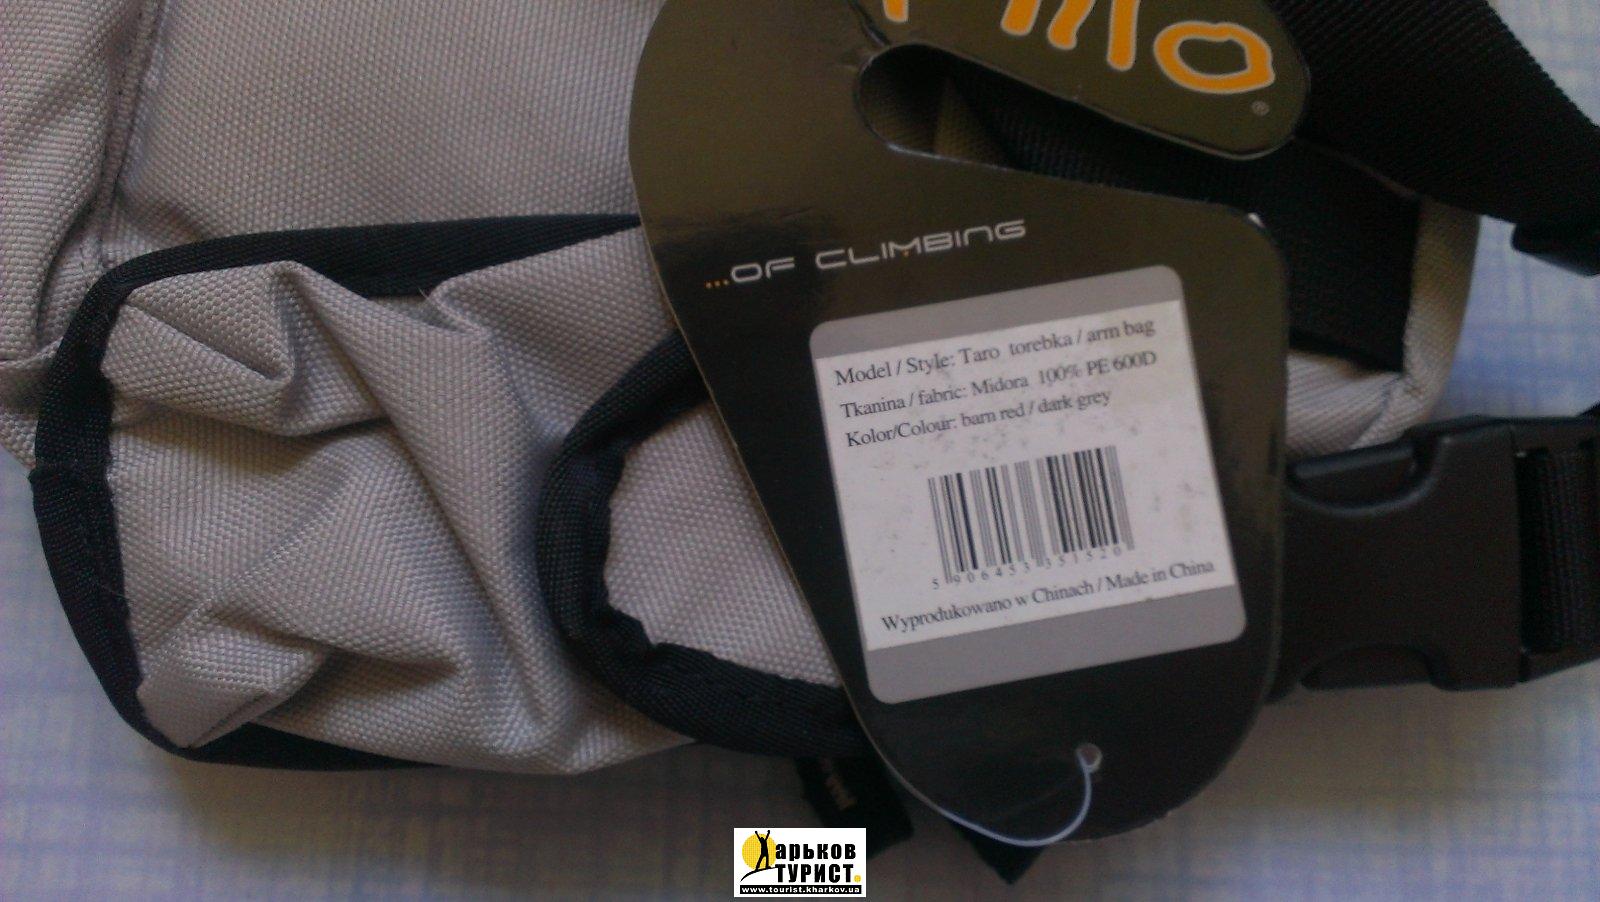 ®
...OF CLIMBING
Model / Style: Taro torebka / arm bag
Tkanina / fabric: Midora 100% PE 600D
Kolor/Colour: barn red / dark grey
5 906453 351520
Wyprodukowano w Chinach / Made in China
Харьков
ТУРИСТ.
www.tourist.kharkov.ua